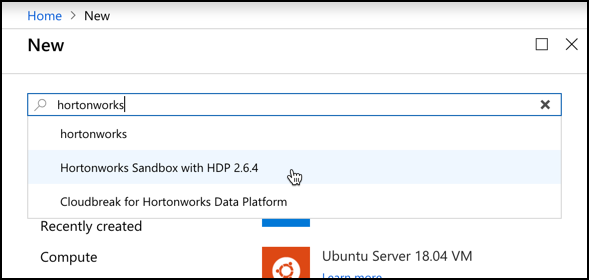 Home > New
New
hortonworks
hortonworks
Hortonworks Sandbox with HDP 2.6.4
Cloudbreak for Hortonworks Data Platform
Recently created
Compute
Ubuntu Server 18.04 VM
Learn more